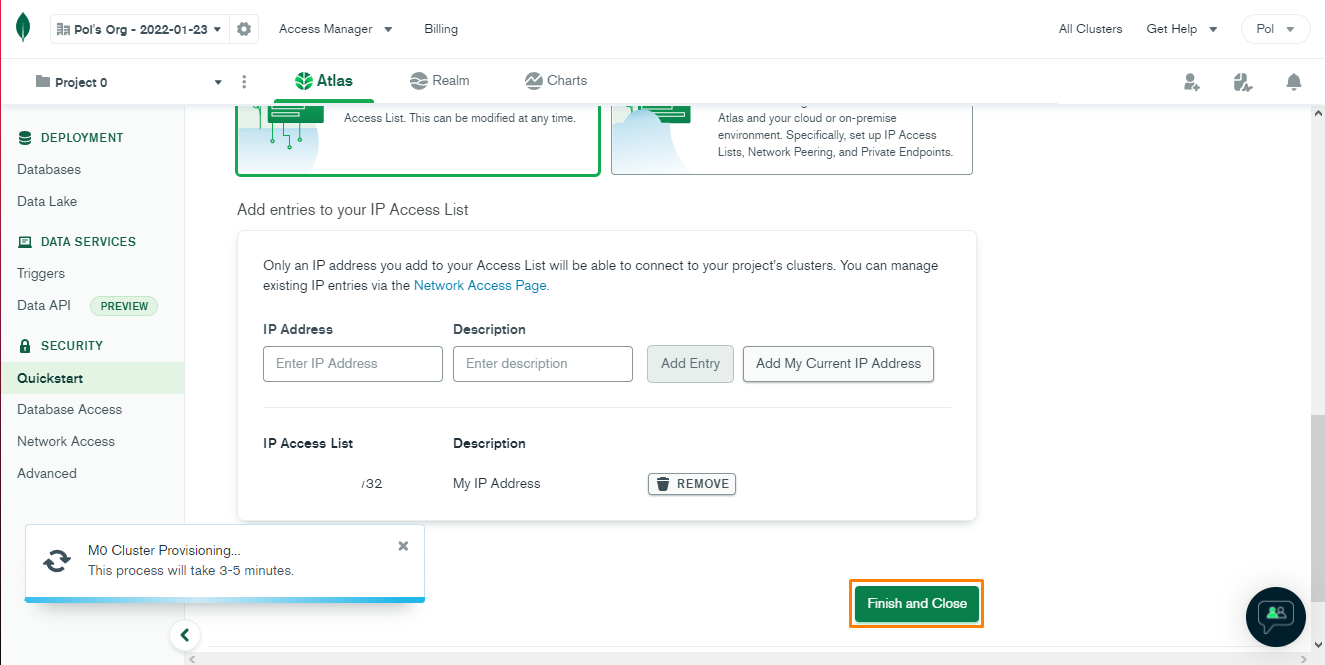 Pol's Org - 2022-01-23
Access Manager
Billing
All Clusters
Get Help
Pol
Project 0
Atlas
Realm
Charts
DEPLOYMENT
Databases
Data Lake
DATA SERVICES
Triggers
Data API
PREVIEW
SECURITY
Quickstart
Database Access
Network Access
Advanced
Access List. This can be modified at any time.
Atlas and your cloud or on-premise
environment. Specifically, set up IP Access
Lists, Network Peering, and Private Endpoints.
Add entries to your IP Access List
Only an IP address you add to your Access List will be able to connect to your project's clusters. You can manage
existing IP entries via the Network Access Page.
IP Address
Description
Enter IP Address
Enter description
Add Entry
Add My Current IP Address
IP Access List
Description
/32
My IP Address
REMOVE
M0 Cluster Provisioning...
This process will take 3-5 minutes.
Finish and Close